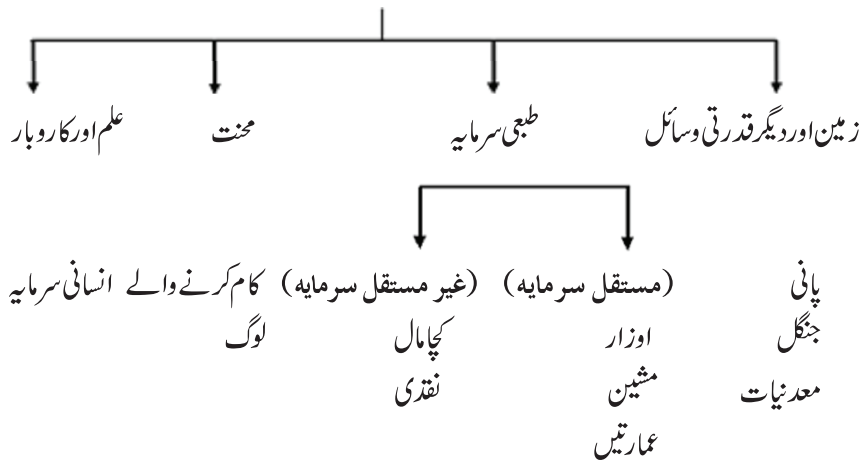 زمین اور دیگر قدرتی وسائل طبعی سرمایہ محنت علم اور کاروبار
پانی (مستقل سرمایہ) (غیر مستقل سرمایہ) کام کرنے والے انسانی سرمایہ
جنگل اوزار کچا مال لوگ
معدنیات مشین نقدی
عمارتیں